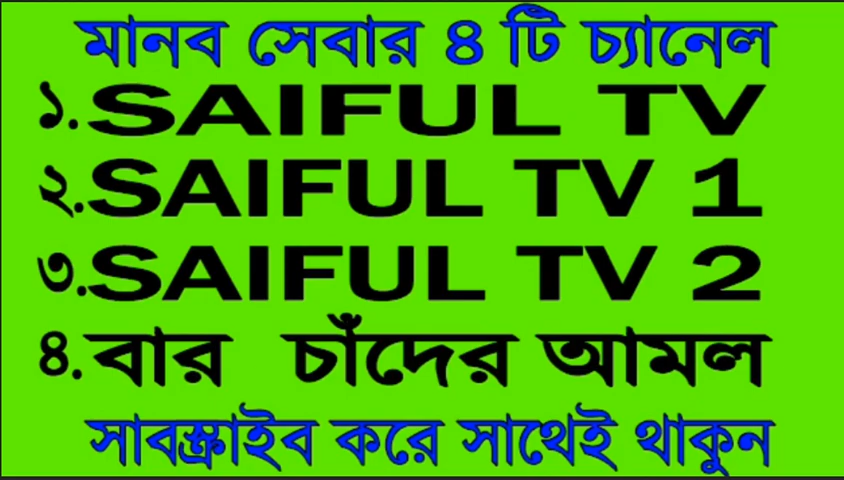 মানব সেবার ৪ টি চ্যানেল
১.SAIFUL TV
২.SAIFUL TV 1
৩.SAIFUL TV 2
৪.বার চাঁদের আমল
সাবস্ক্রাইব করে সাথেই থাকুন